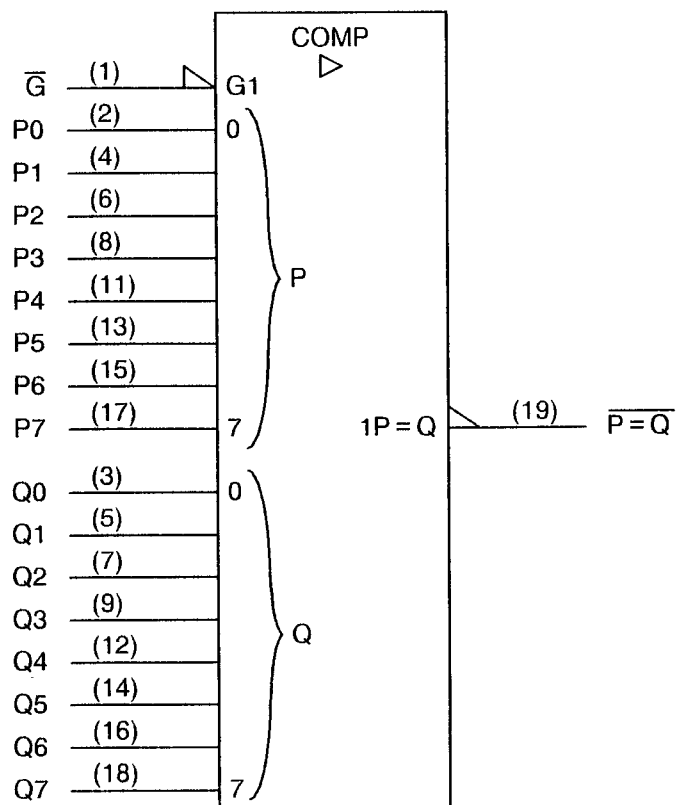 COMP
G̅ (1) G1
P0 (2) 0
P1 (4)
P2 (6)
P3 (8)
P
P4 (11)
P5 (13)
P6 (15)
P7 (17) 7
1P = Q (19) P̅ ̅=̅ ̅Q̅
Q0 (3) 0
Q1 (5)
Q2 (7)
Q3 (9)
Q
Q4 (12)
Q5 (14)
Q6 (16)
Q7 (18) 7